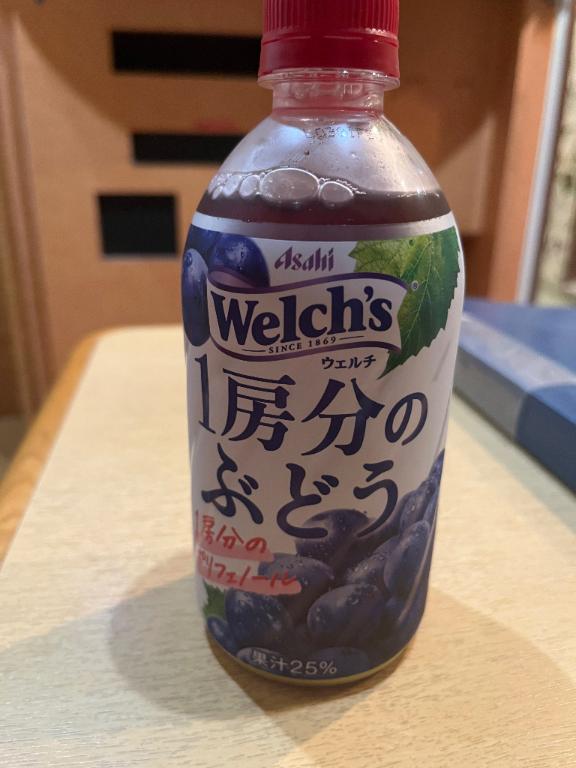 Asahi
Welch's®
SINCE 1869
ウェルチ
1房分の
ぶどう
1房分の
ポリフェノール
果汁25%